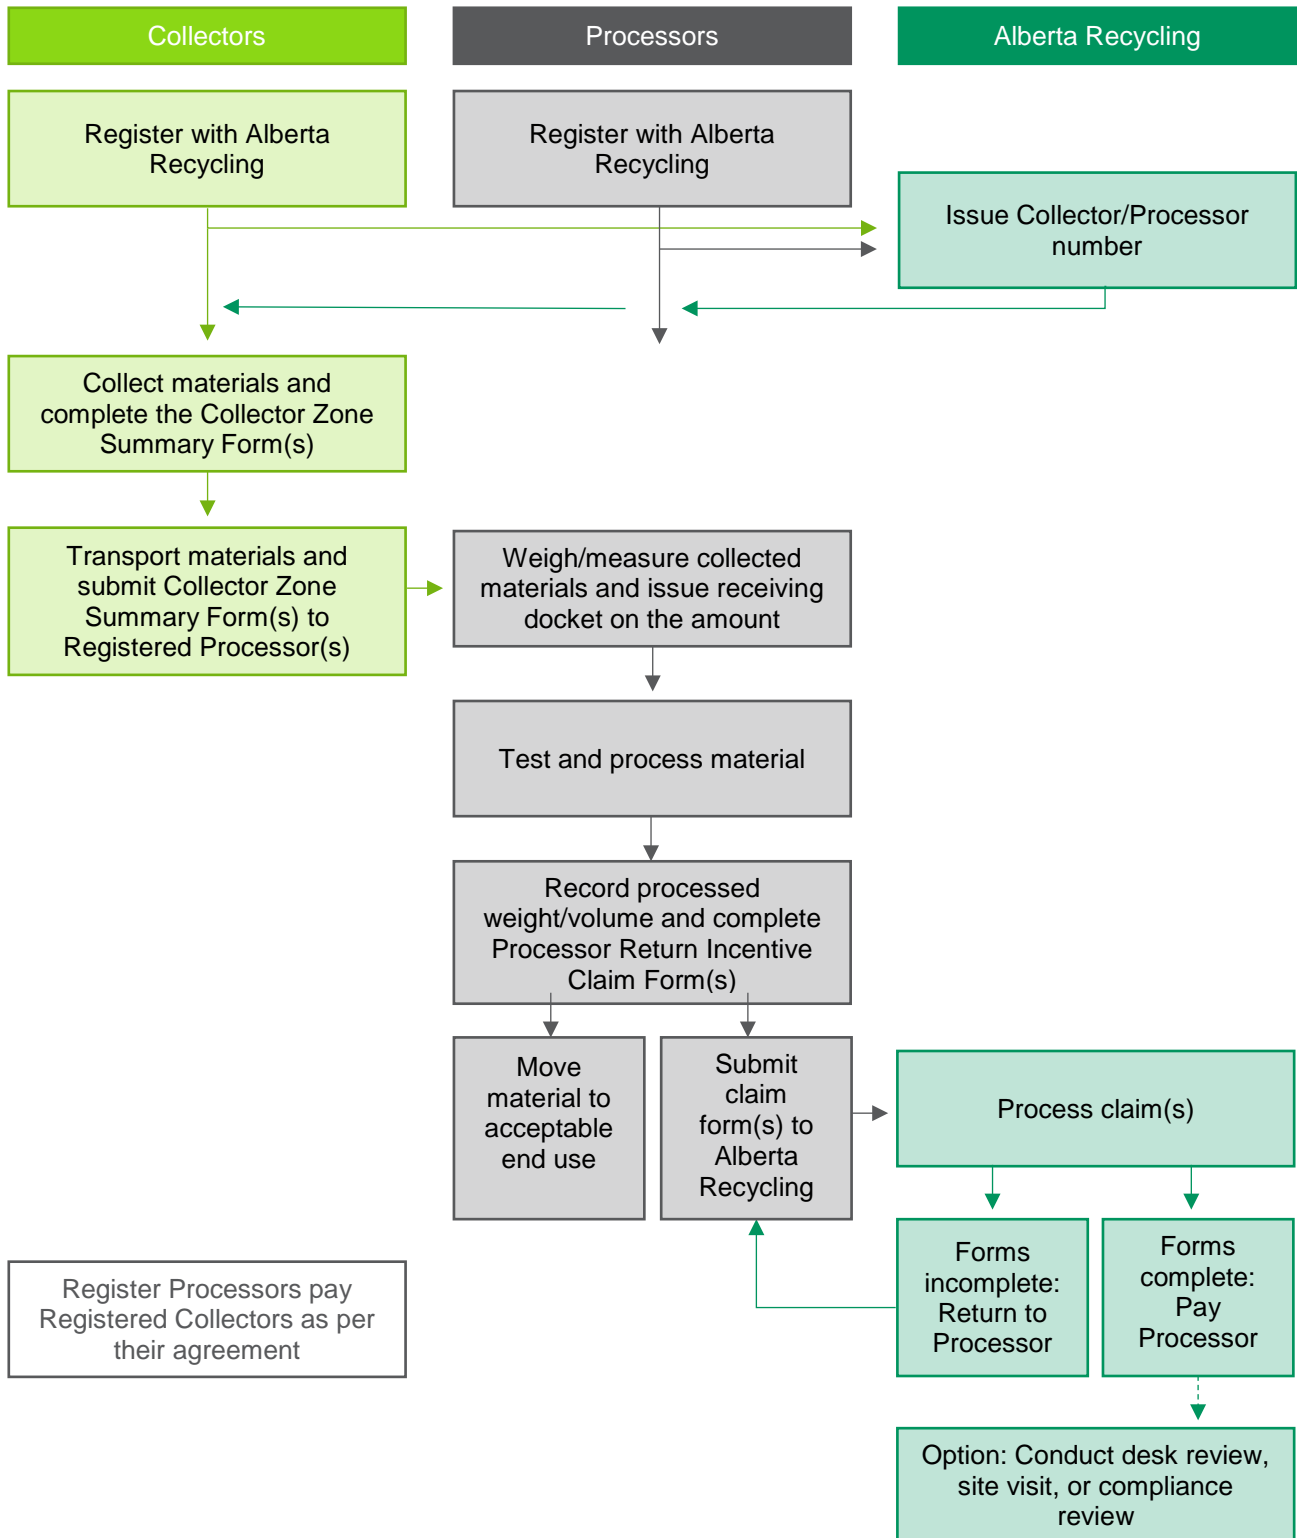 Collectors
Processors
Alberta Recycling
Register with Alberta
Recycling
Register with Alberta
Recycling
Issue Collector/Processor
number
Collect materials and
complete the Collector Zone
Summary Form(s)
Transport materials and
submit Collector Zone
Summary Form(s) to
Registered Processor(s)
Weigh/measure collected
materials and issue receiving
docket on the amount
Test and process material
Record processed
weight/volume and complete
Processor Return Incentive
Claim Form(s)
Move
material to
acceptable
end use
Submit
claim
form(s) to
Alberta
Recycling
Process claim(s)
Forms
incomplete:
Return to
Processor
Forms
complete:
Pay
Processor
Register Processors pay
Registered Collectors as per
their agreement
Option: Conduct desk review,
site visit, or compliance
review